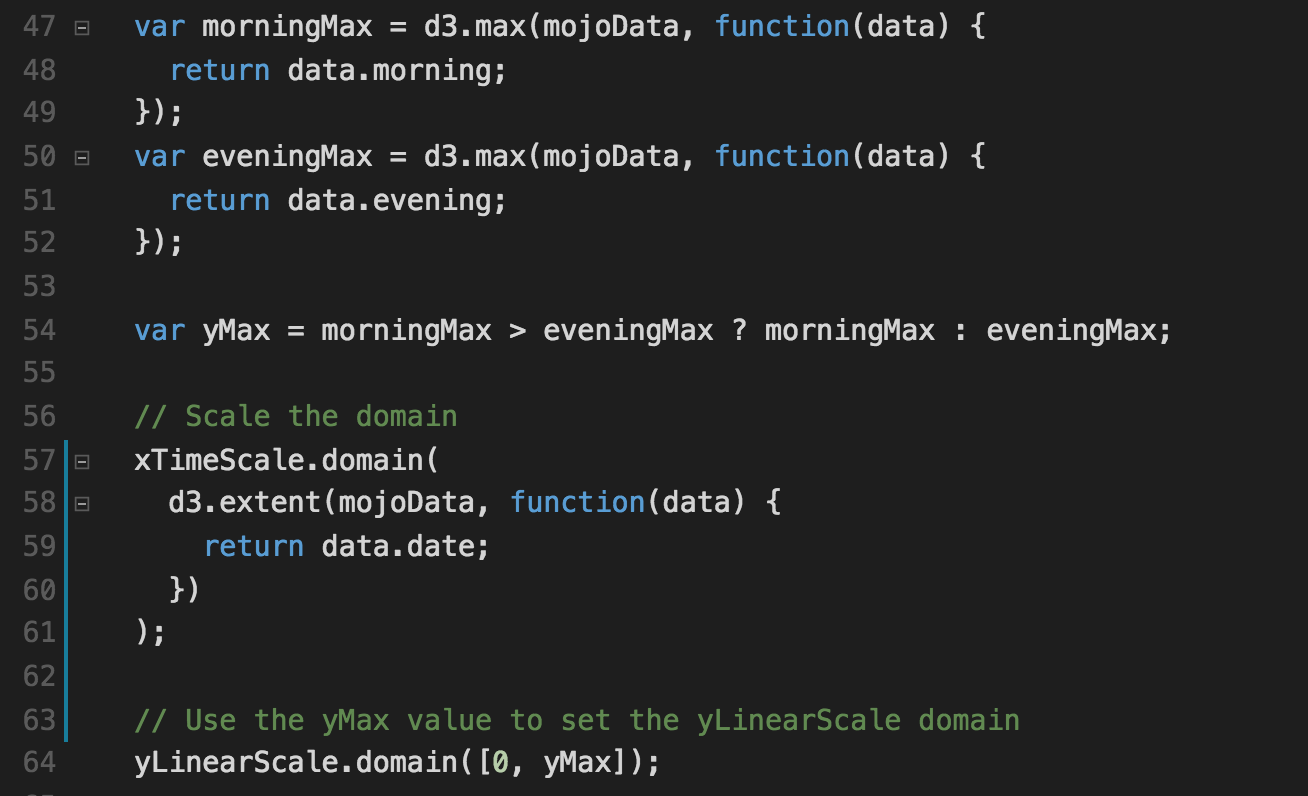 47 var morningMax = d3.max(mojoData, function(data) {
48 return data.morning;
49 });
50 var eveningMax = d3.max(mojoData, function(data) {
51 return data.evening;
52 });
53
54 var yMax = morningMax > eveningMax ? morningMax : eveningMax;
55
56 // Scale the domain
57 xTimeScale.domain(
58 d3.extent(mojoData, function(data) {
59 return data.date;
60 })
61 );
62
63 // Use the yMax value to set the yLinearScale domain
64 yLinearScale.domain([0, yMax]);